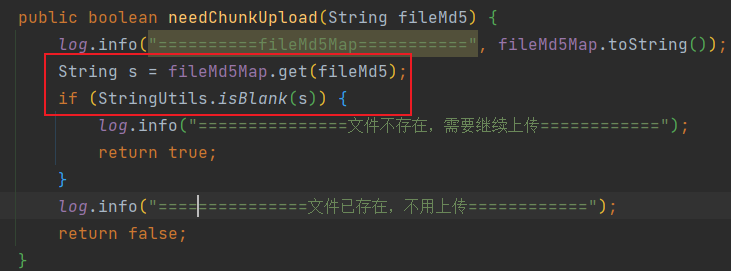 public boolean needChunkUpload(String fileMd5) {
log.info("==========fileMd5Map===========", fileMd5Map.toString());
String s = fileMd5Map.get(fileMd5);
if (StringUtils.isBlank(s)) {
log.info("===============文件不存在，需要继续上传============");
return true;
}
log.info("===============文件已存在，不用上传============");
return false;
}